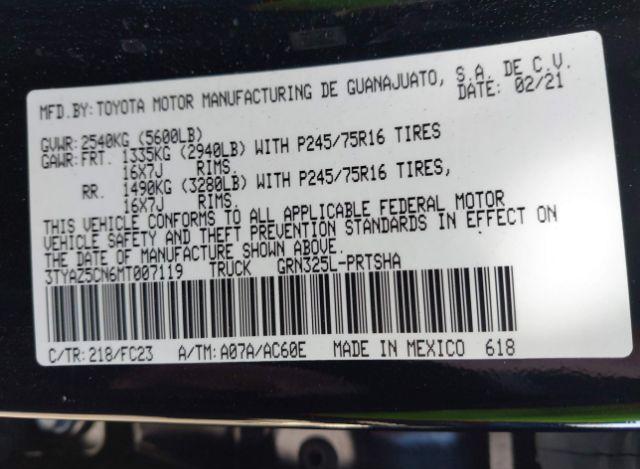 MFD.BY: TOYOTA MOTOR MANUFACTURING DE GUANAJUATO, S.A. DE C.V.
DATE: 02/21
GVWR: 2540KG (5600LB)
GAWR: FRT. 1335KG (2940LB) WITH P245/75R16 TIRES
16X7J RIMS.
RR. 1490KG (3280LB) WITH P245/75R16 TIRES,
16X7J RIMS.
THIS VEHICLE CONFORMS TO ALL APPLICABLE FEDERAL MOTOR
VEHICLE SAFETY AND THEFT PREVENTION STANDARDS IN EFFECT ON
THE DATE OF MANUFACTURE SHOWN ABOVE.
3TYAZ5CN6MT007119 TRUCK GRN325L-PRTSHA
C/TR: 218/FC23 A/TM: A07A/AC60E MADE IN MEXICO 618